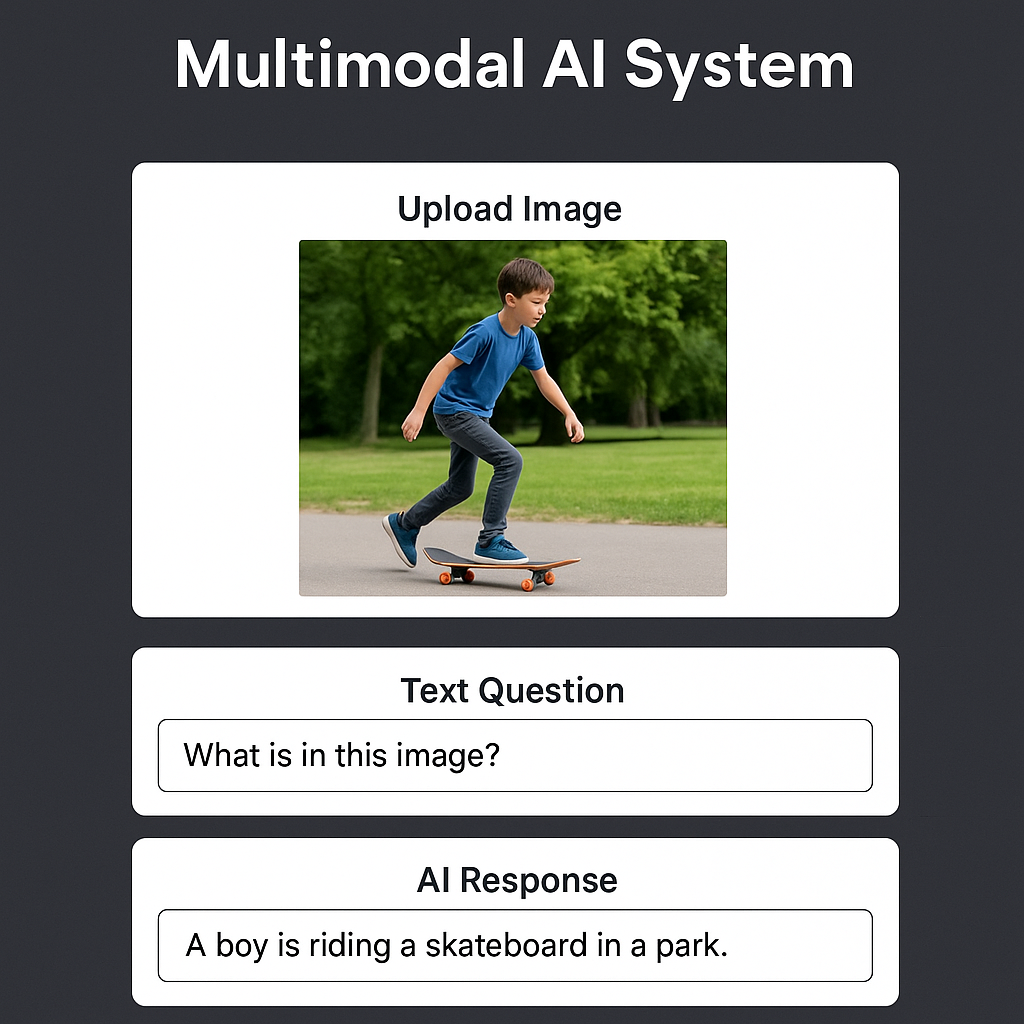 Multimodal AI System
Upload Image
Text Question
What is in this image?
AI Response
A boy is riding a skateboard in a park.